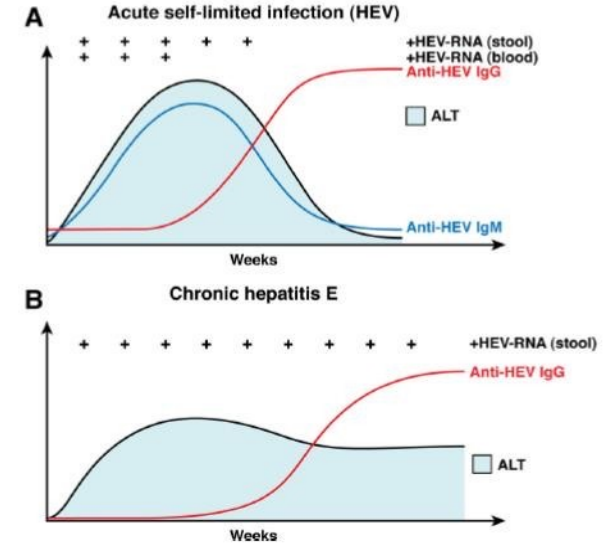 A
Acute self-limited infection (HEV)
+ + + + + +HEV-RNA (stool)
+ + + +HEV-RNA (blood)
Anti-HEV IgG
ALT
Anti-HEV IgM
Weeks
B
Chronic hepatitis E
+ + + + + + + + + +HEV-RNA (stool)
Anti-HEV IgG
ALT
Weeks